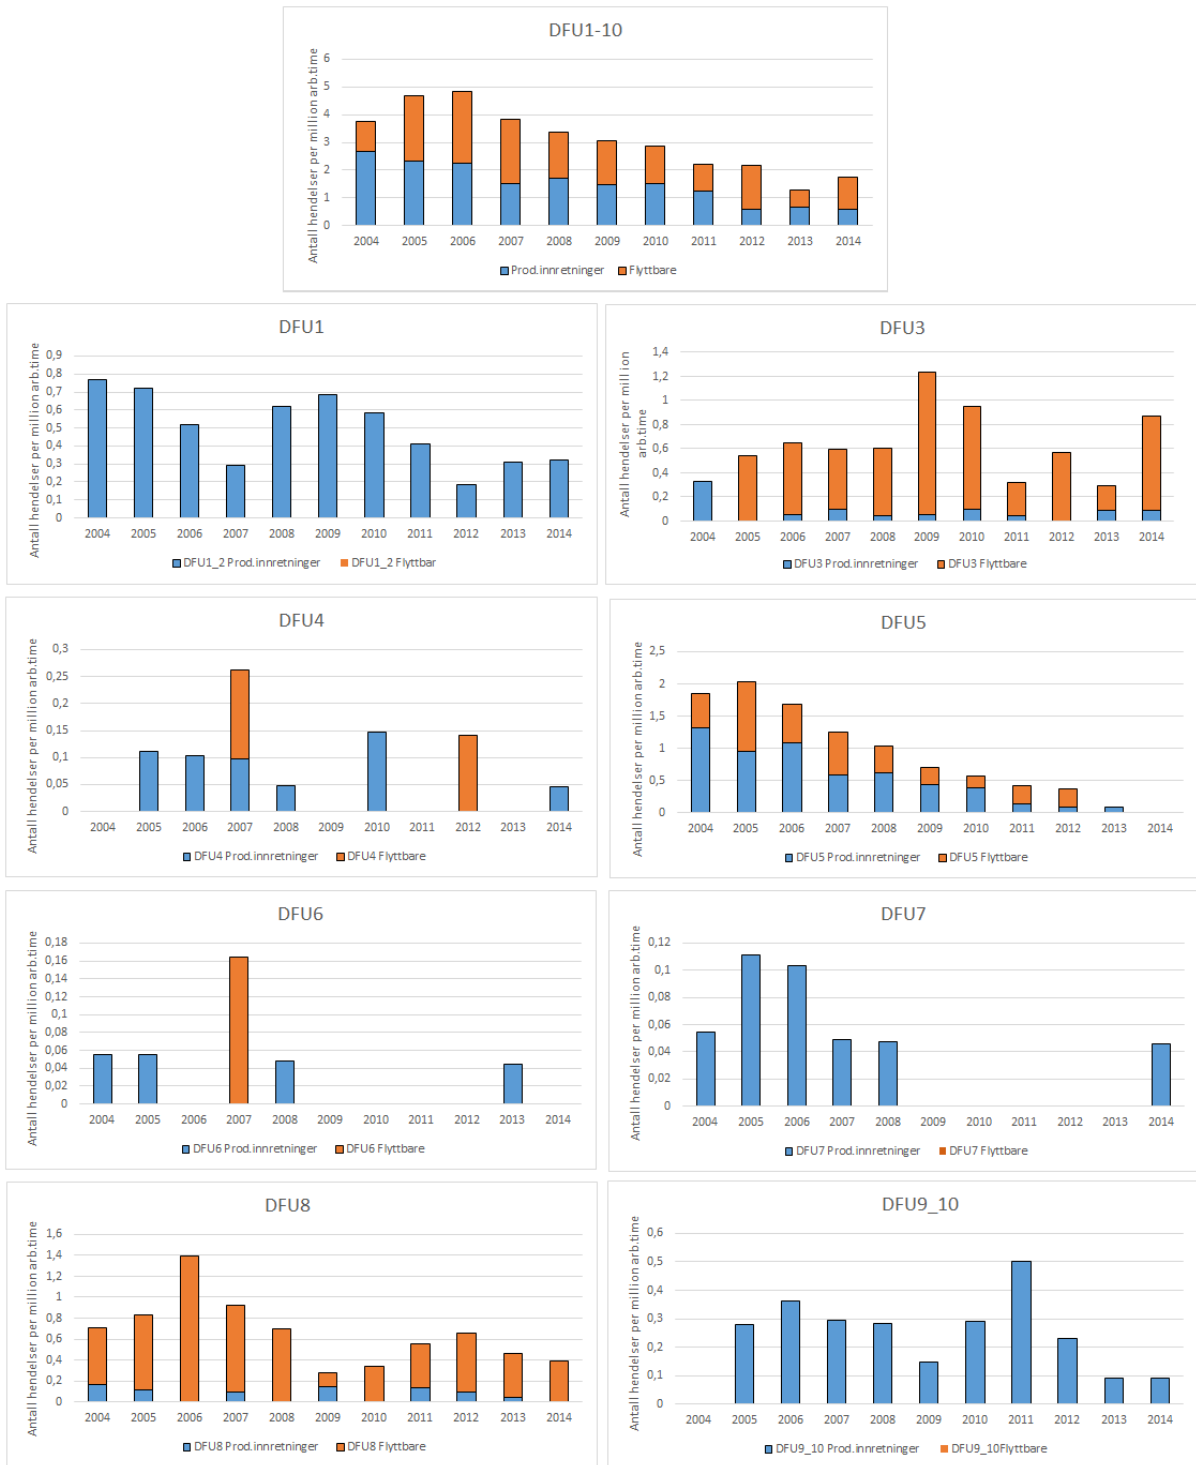 DFU1-10
Antall hendelser per million arb.time
6
5
4
3
2
1
0
2004 2005 2006 2007 2008 2009 2010 2011 2012 2013 2014
Prod.innretninger Flyttbare
DFU1
Antall hendelser per million arb.time
0,9
0,8
0,7
0,6
0,5
0,4
0,3
0,2
0,1
0
2004 2005 2006 2007 2008 2009 2010 2011 2012 2013 2014
DFU1_2 Prod.innretninger DFU1_2 Flyttbar
DFU3
Antall hendelser per million
arb.time
1,4
1,2
1
0,8
0,6
0,4
0,2
0
2004 2005 2006 2007 2008 2009 2010 2011 2012 2013 2014
DFU3 Prod.innretninger DFU3 Flyttbare
DFU4
Antall hendelser per million arb.time
0,3
0,25
0,2
0,15
0,1
0,05
0
2004 2005 2006 2007 2008 2009 2010 2011 2012 2013 2014
DFU4 Prod.innretninger DFU4 Flyttbare
DFU5
Antall hendelser per million arb.time
2,5
2
1,5
1
0,5
0
2004 2005 2006 2007 2008 2009 2010 2011 2012 2013 2014
DFU5 Prod.innretninger DFU5 Flyttbare
DFU6
Antall hendelser per million arb.time
0,18
0,16
0,14
0,12
0,1
0,08
0,06
0,04
0,02
0
2004 2005 2006 2007 2008 2009 2010 2011 2012 2013 2014
DFU6 Prod.innretninger DFU6 Flyttbare
DFU7
Antall hendelser per million arb.time
0,12
0,1
0,08
0,06
0,04
0,02
0
2004 2005 2006 2007 2008 2009 2010 2011 2012 2013 2014
DFU7 Prod.innretninger DFU7 Flyttbare
DFU8
Antall hendelser per million arb.time
1,6
1,4
1,2
1
0,8
0,6
0,4
0,2
0
2004 2005 2006 2007 2008 2009 2010 2011 2012 2013 2014
DFU8 Prod.innretninger DFU8 Flyttbare
DFU9_10
Antall hendelser per million arb.time
0,6
0,5
0,4
0,3
0,2
0,1
0
2004 2005 2006 2007 2008 2009 2010 2011 2012 2013 2014
DFU9_10 Prod.innretninger DFU9_10Flyttbare